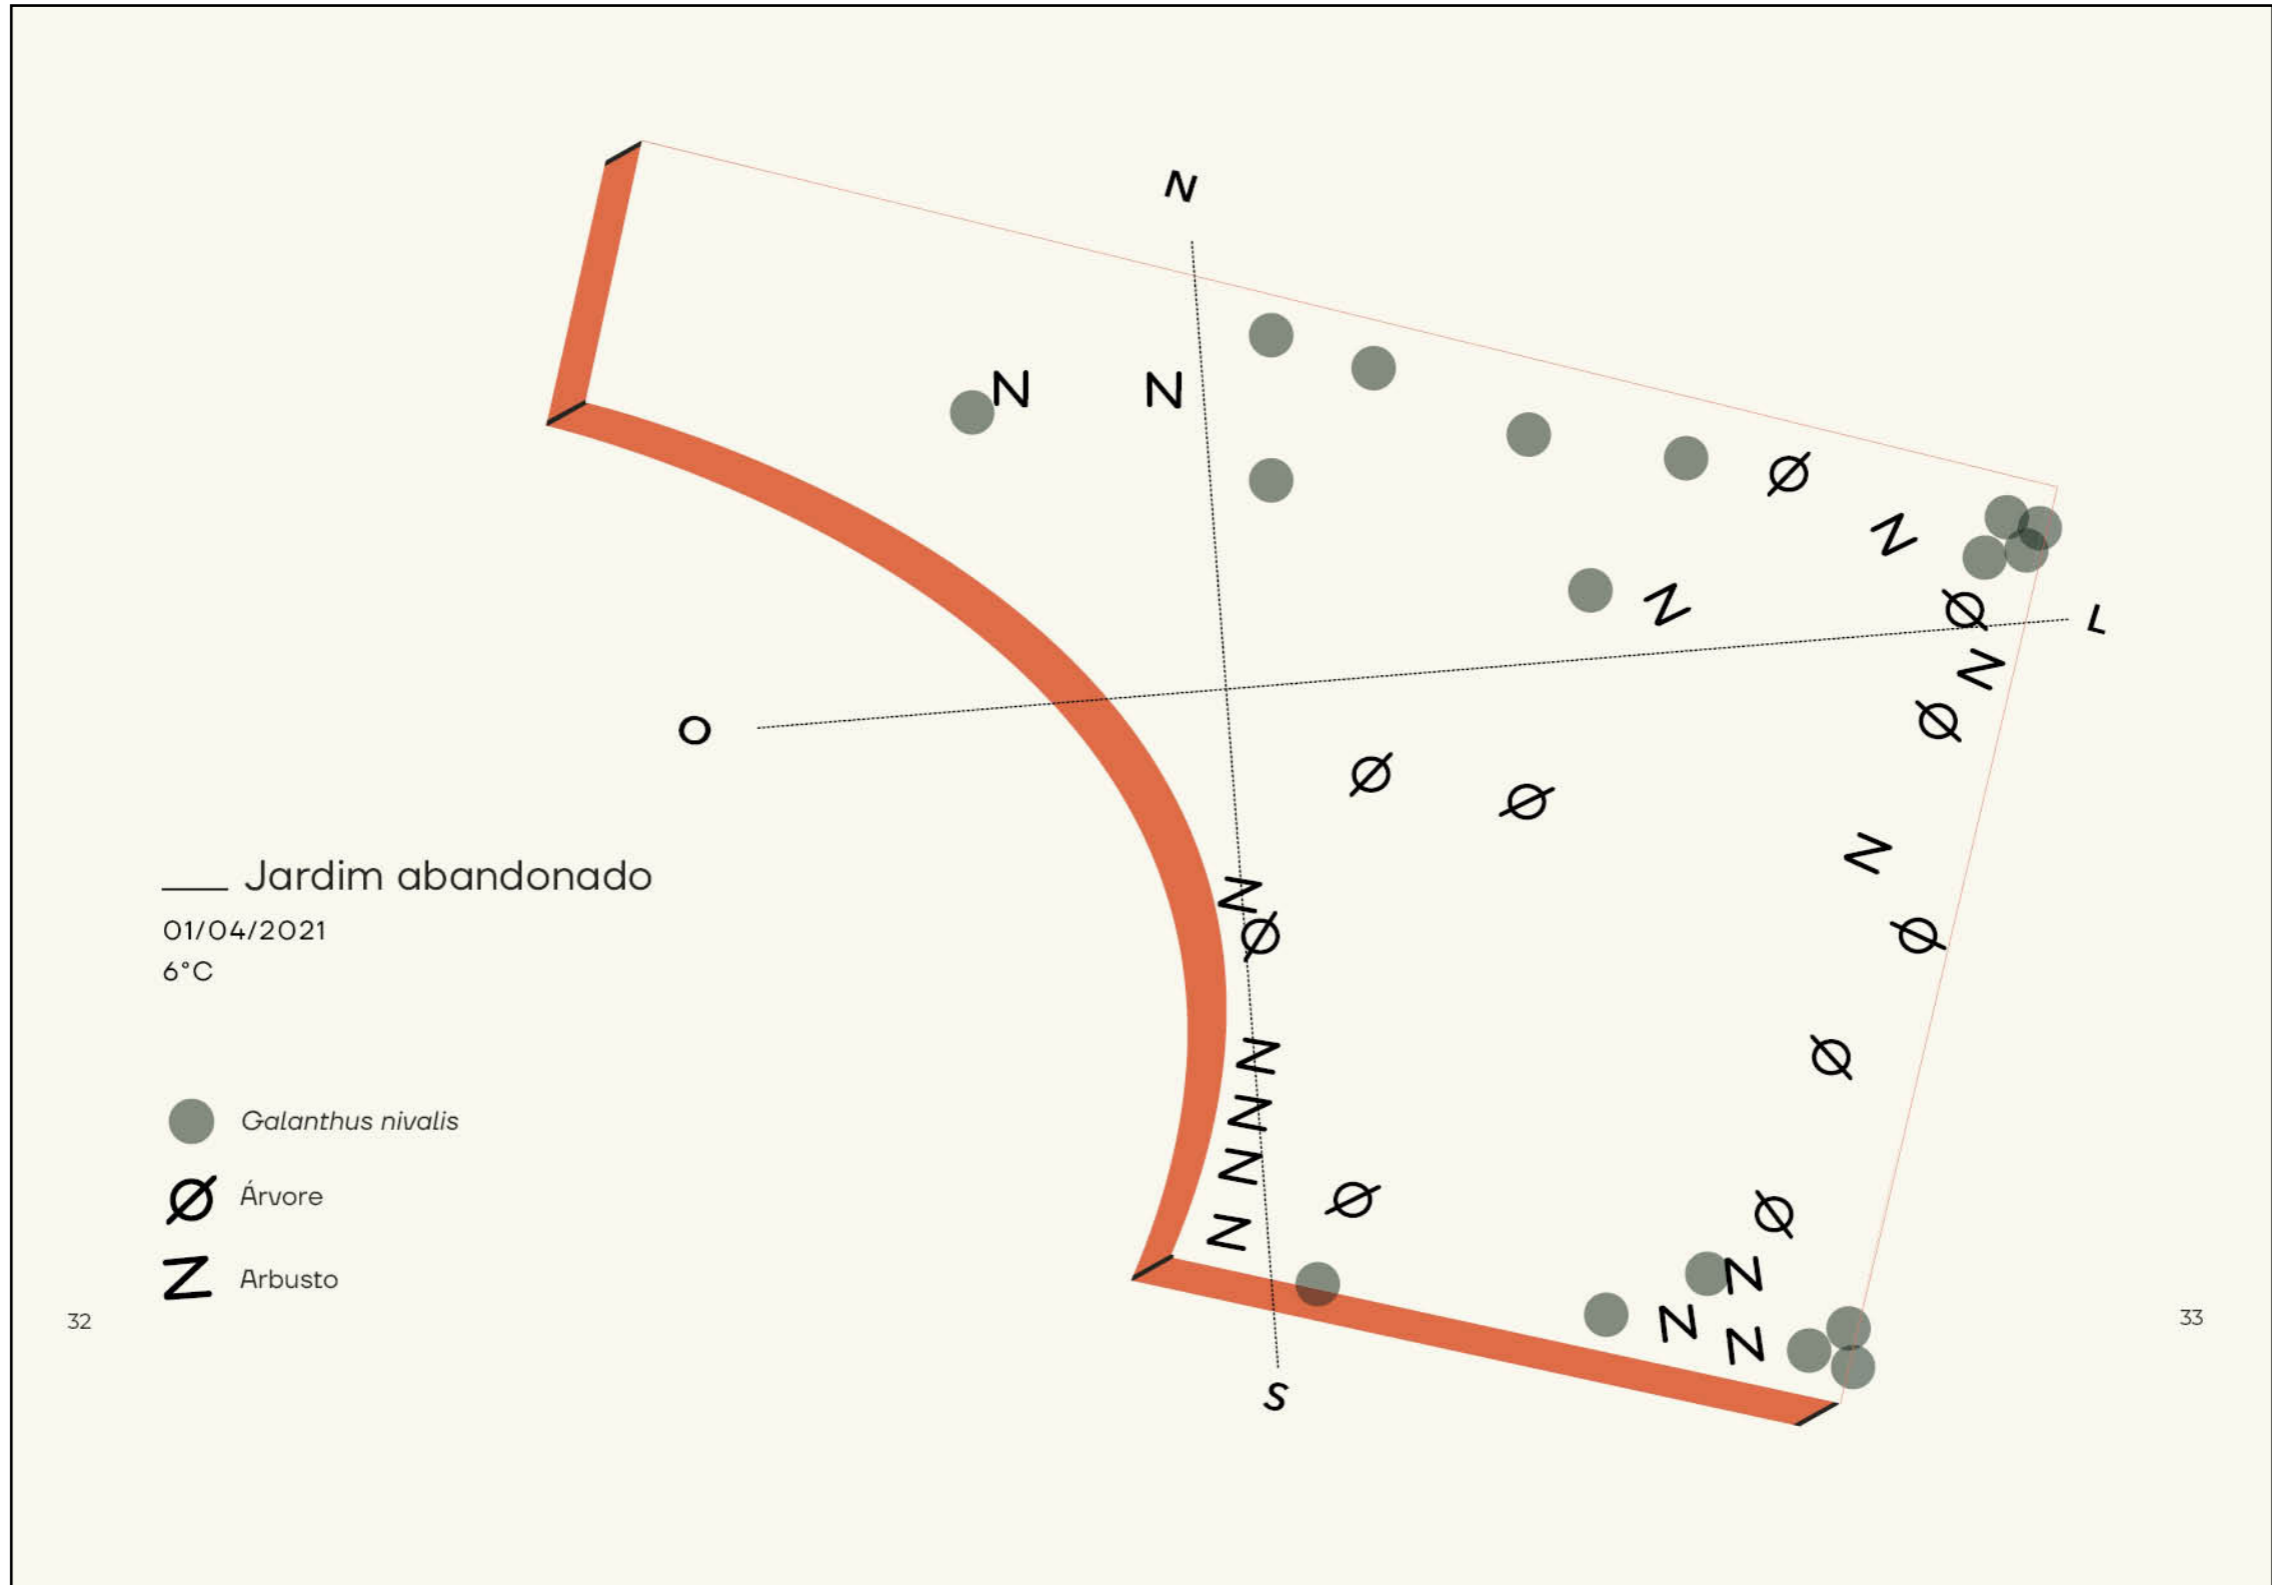 N
L
O
Jardim abandonado
01/04/2021
6°C
Galanthus nivalis
Árvore
Arbusto
32
33
S